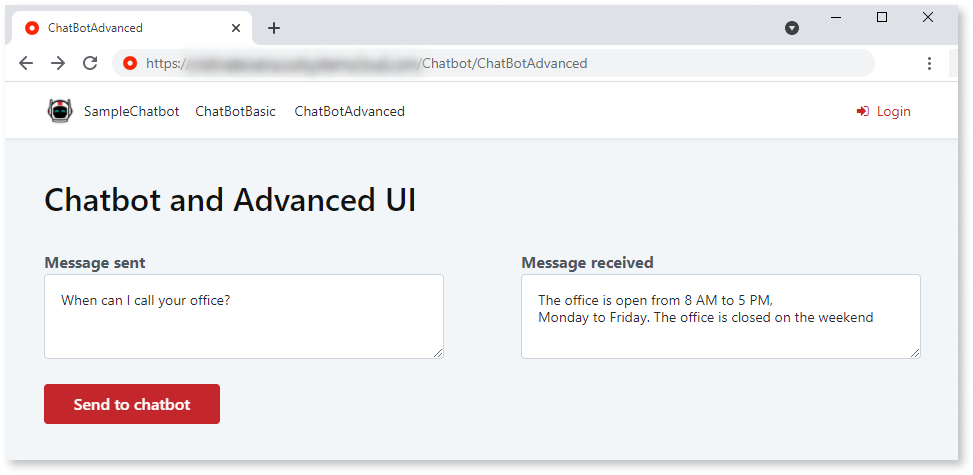 ChatBotAdvanced
https:/ /Chatbot/ChatBotAdvanced
SampleChatbot ChatBotBasic ChatBotAdvanced Login
Chatbot and Advanced UI
Message sent
When can I call your office?
Message received
The office is open from 8 AM to 5 PM,
Monday to Friday. The office is closed on the weekend
Send to chatbot